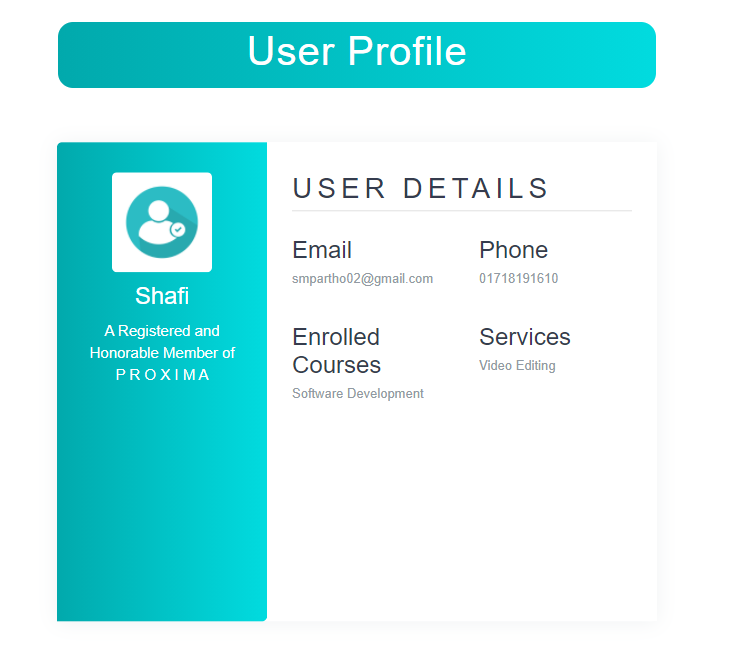 User Profile
Shafi
A Registered and
Honorable Member of
P R O X I M A
USER DETAILS
Email
smpartho02@gmail.com
Phone
01718191610
Enrolled
Courses
Software Development
Services
Video Editing